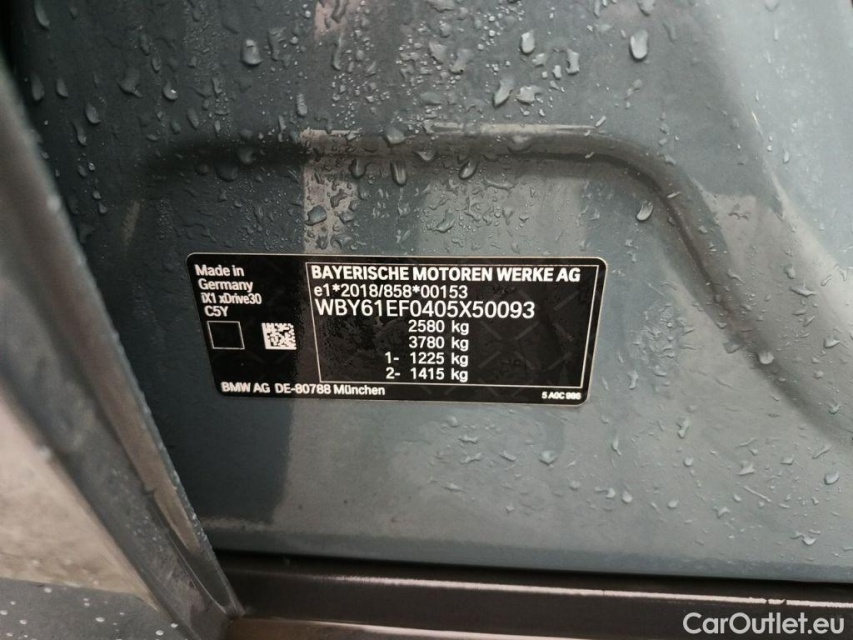 Made in
Germany
iX1 xDrive30
C5Y
BAYERISCHE MOTOREN WERKE AG
e1*2018/858*00153
WBY61EF0405X50093
2580 kg
3780 kg
1- 1225 kg
2- 1415 kg
BMW AG DE-80788 München
5 A0C 986
CarOutlet.eu